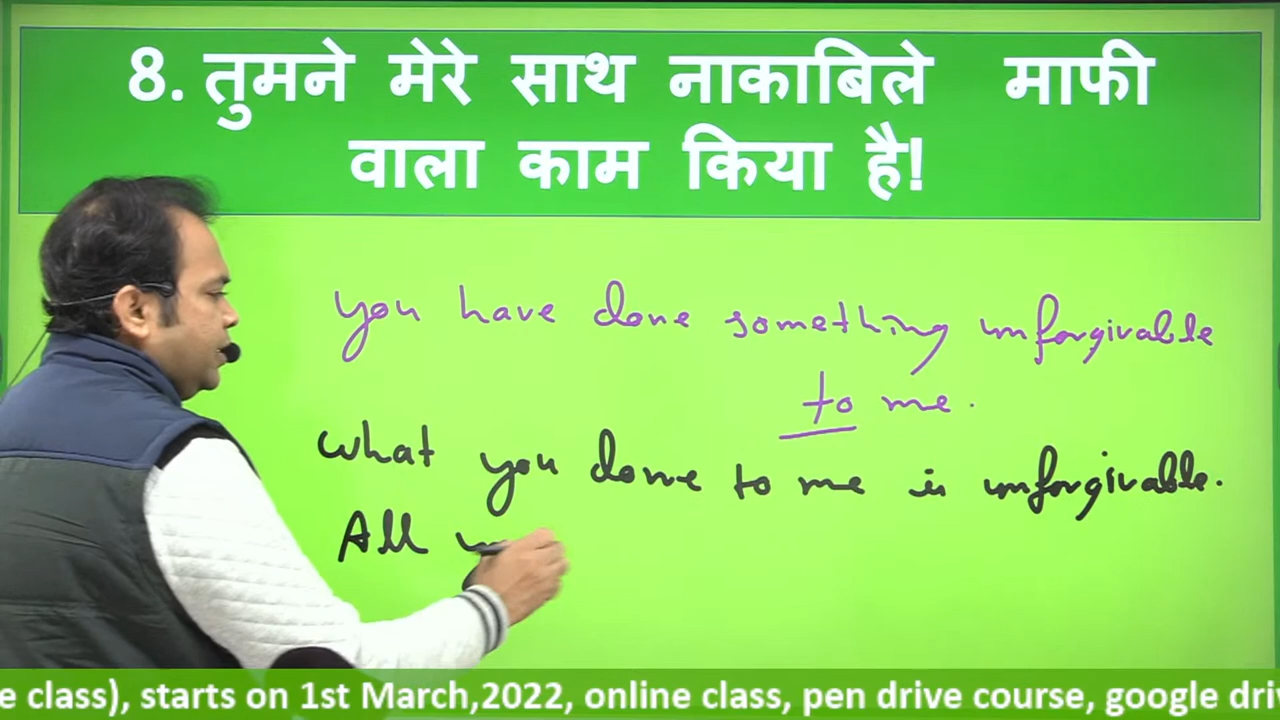 8. तुमने मेरे साथ नाकाबिले माफी
वाला काम किया है!
you have done something unforgivable
to me.
What you done to me is unforgivable.
All
e class), starts on 1st March,2022, online class, pen drive course, google driv